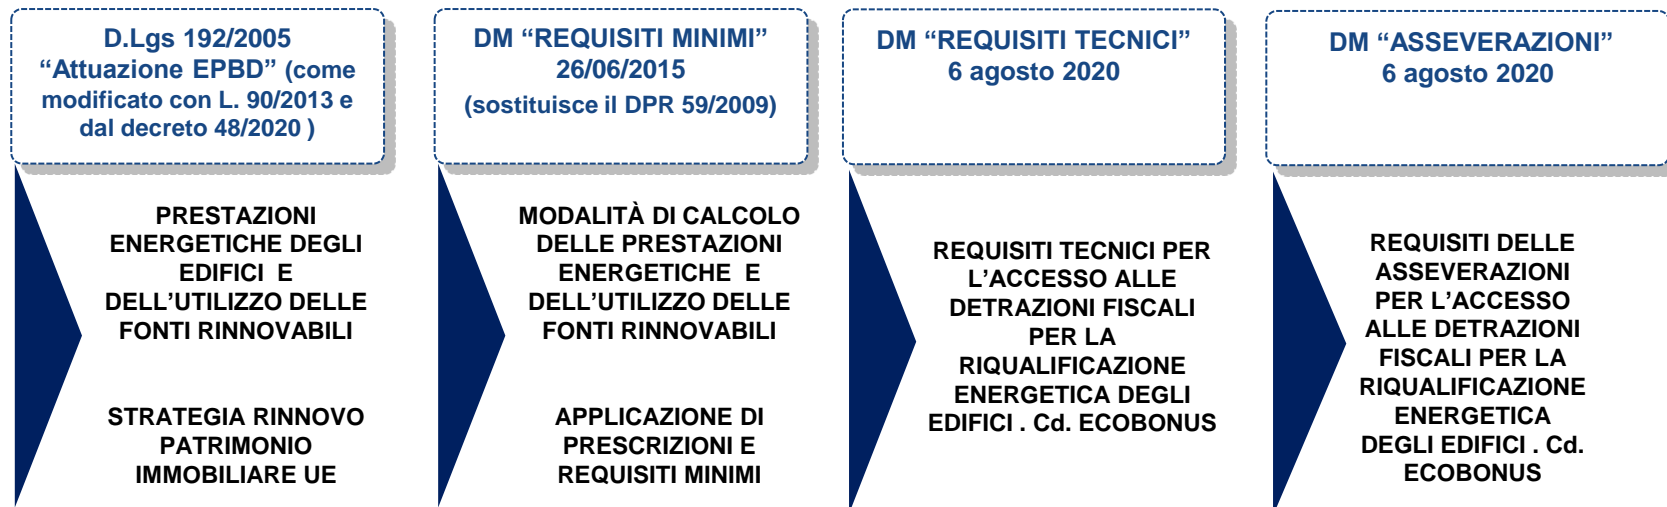 D.Lgs 192/2005
“Attuazione EPBD” (come
modificato con L. 90/2013 e
dal decreto 48/2020 )
PRESTAZIONI
ENERGETICHE DEGLI
EDIFICI E
DELL’UTILIZZO DELLE
FONTI RINNOVABILI
STRATEGIA RINNOVO
PATRIMONIO
IMMOBILIARE UE
DM “REQUISITI MINIMI”
26/06/2015
(sostituisce il DPR 59/2009)
MODALITÀ DI CALCOLO
DELLE PRESTAZIONI
ENERGETICHE E
DELL’UTILIZZO DELLE
FONTI RINNOVABILI
APPLICAZIONE DI
PRESCRIZIONI E
REQUISITI MINIMI
DM “REQUISITI TECNICI”
6 agosto 2020
REQUISITI TECNICI PER
L’ACCESSO ALLE
DETRAZIONI FISCALI
PER LA
RIQUALIFICAZIONE
ENERGETICA DEGLI
EDIFICI . Cd. ECOBONUS
DM “ASSEVERAZIONI”
6 agosto 2020
REQUISITI DELLE
ASSEVERAZIONI
PER L’ACCESSO
ALLE DETRAZIONI
FISCALI PER LA
RIQUALIFICAZIONE
ENERGETICA
DEGLI EDIFICI . Cd.
ECOBONUS